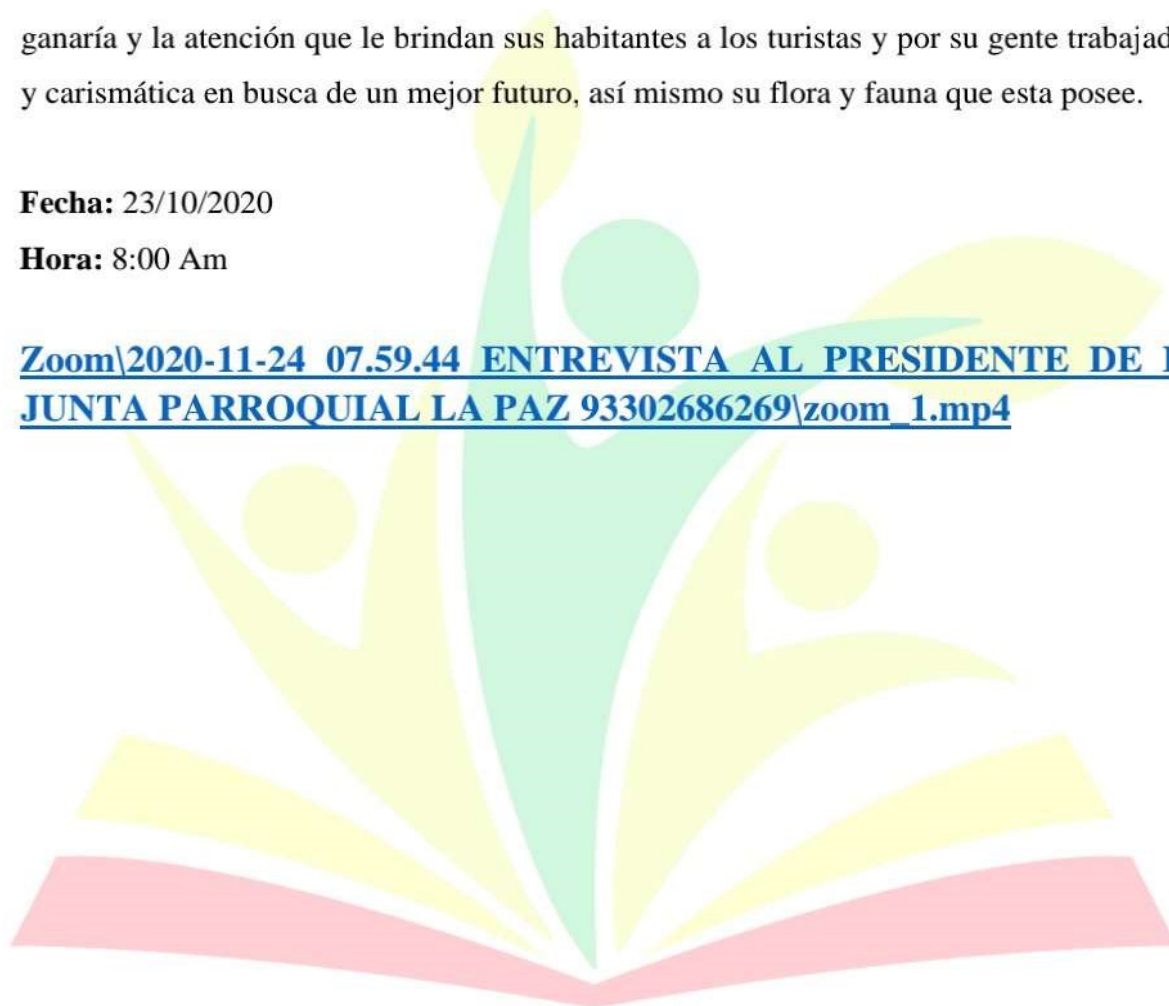 ganaría y la atención que le brindan sus habitantes a los turistas y por su gente trabajad
y carismática en busca de un mejor futuro, así mismo su flora y fauna que esta posee.
Fecha: 23/10/2020
Hora: 8:00 Am
Zoom\2020-11-24 07.59.44 ENTREVISTA AL PRESIDENTE DE
JUNTA PARROQUIAL LA PAZ 93302686269\zoom_1.mp4